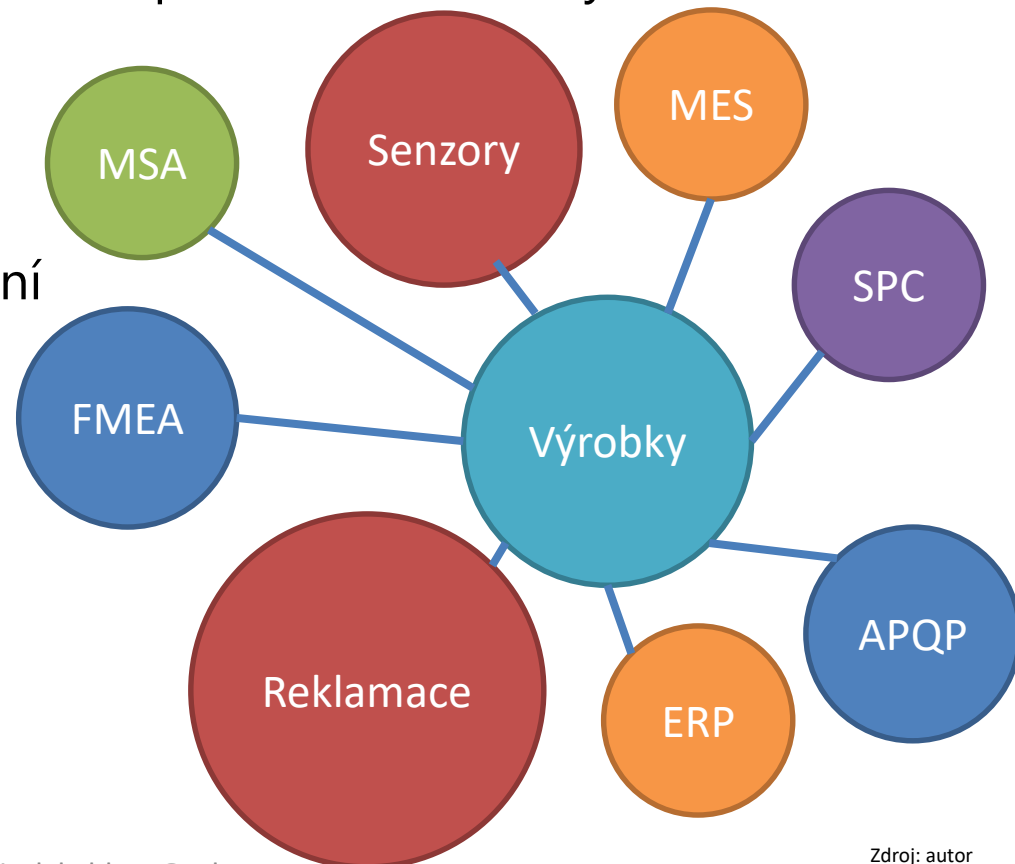 MES
Senzory
MSA
SPC
ní
FMEA
Výrobky
APQP
Reklamace
ERP
Zdroj: autor